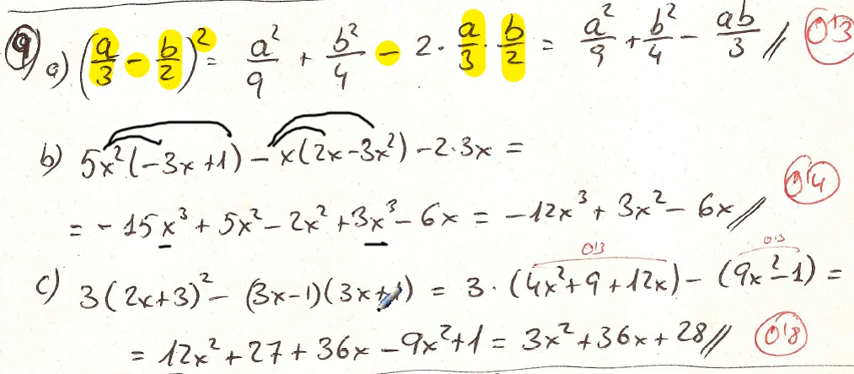 9) a) (a/3 - b/2)² = a²/9 + b²/4 - 2 · a/3 · b/2 = a²/9 + b²/4 - ab/3 // 0'3
b) 5x²(-3x+1) - x(2x-3x²) - 2·3x =
= -15x³ + 5x² - 2x² + 3x³ - 6x = -12x³ + 3x² - 6x // 0'4
0'3 0'3
c) 3(2x+3)² - (3x-1)(3x+1) = 3 · (4x²+9+12x) - (9x²-1) =
= 12x² + 27 + 36x - 9x² + 1 = 3x² + 36x + 28 // 0'8